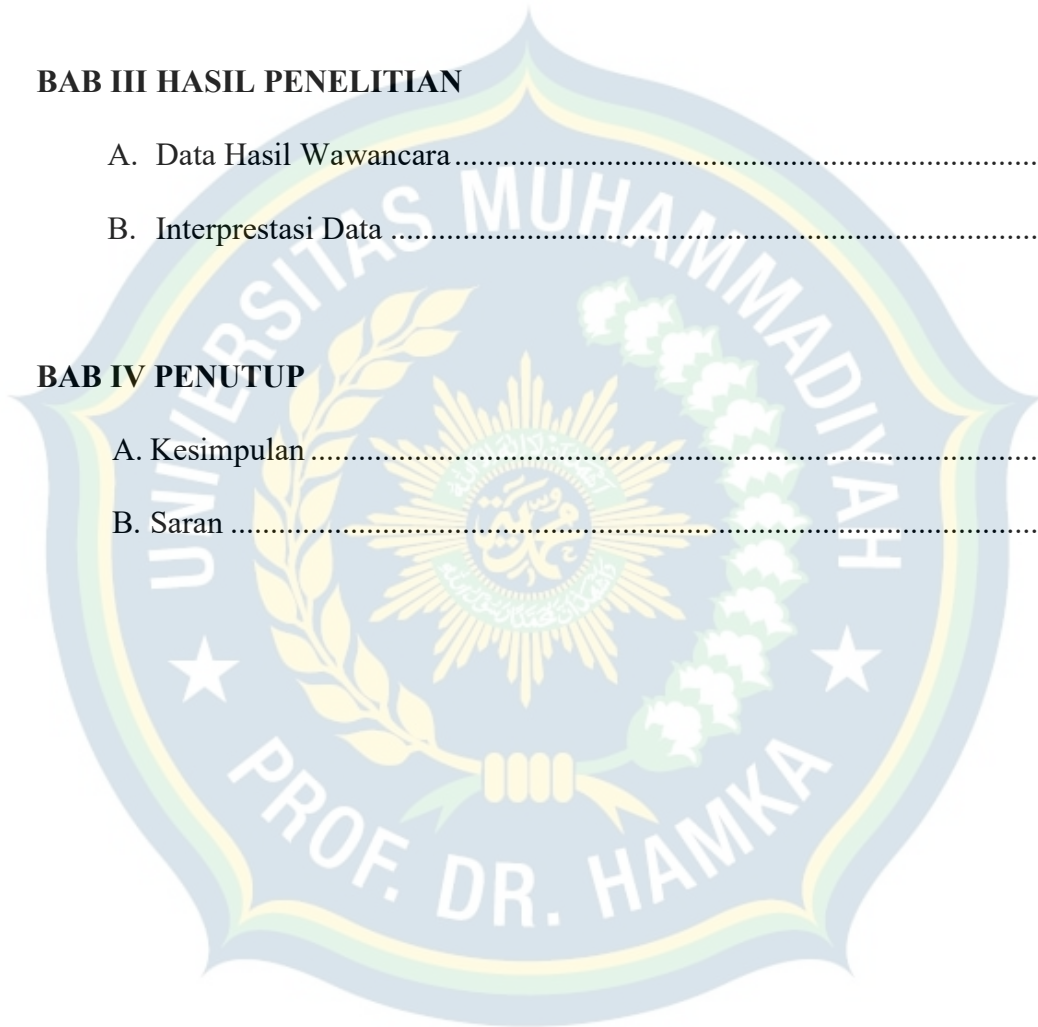 BAB III HASIL PENELITIAN
A. Data Hasil Wawancara.........................................................................
B. Interprestasi Data .................................................................................
BAB IV PENUTUP
A. Kesimpulan ...........................................................................................
B. Saran .....................................................................................................
UNIVERSITAS MUHAMMADIYAH
PROF. DR. HAMKA